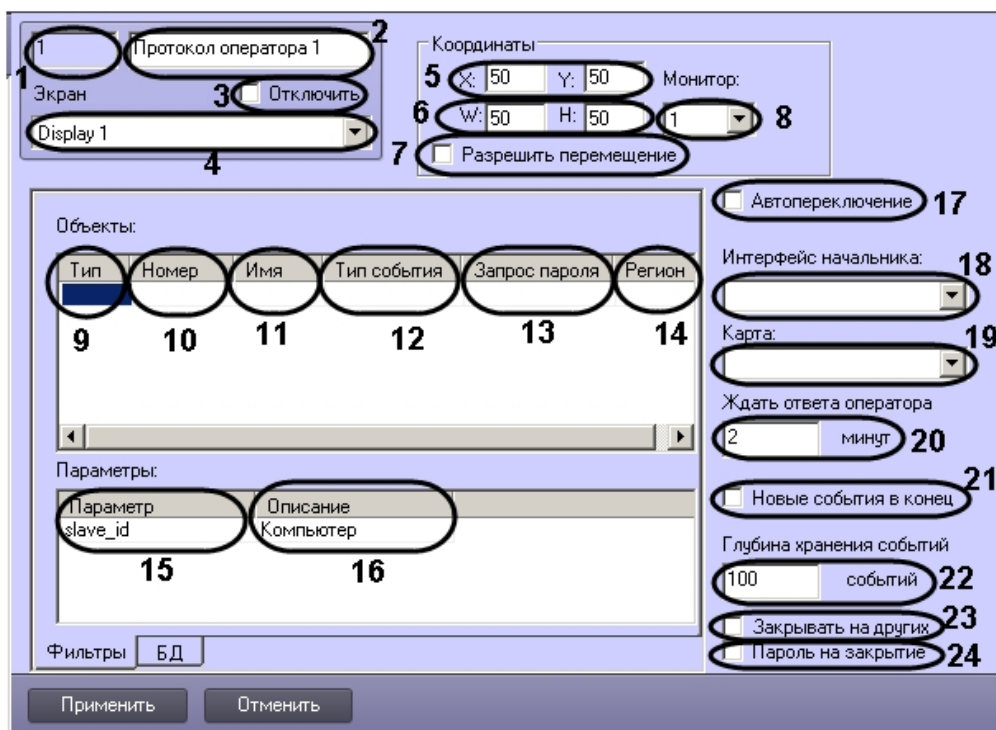 1 Протокол оператора 1 2
1
Экран 3 Отключить
Display 1
4
Координаты
5 X: 50 Y: 50 Монитор:
6 W: 50 H: 50 1 8
7 Разрешить перемещение
Объекты:
Тип Номер Имя Тип события Запрос пароля Регион
9 10 11 12 13 14
Параметры:
Параметр Описание
slave_id Компьютер
15 16
Фильтры БД
Автопереключение 17
Интерфейс начальника: 18
Карта: 19
Ждать ответа оператора
2 минут 20
21
Новые события в конец
Глубина хранения событий
100 событий 22
Закрывать на других 23
Пароль на закрытие 24
Применить Отменить